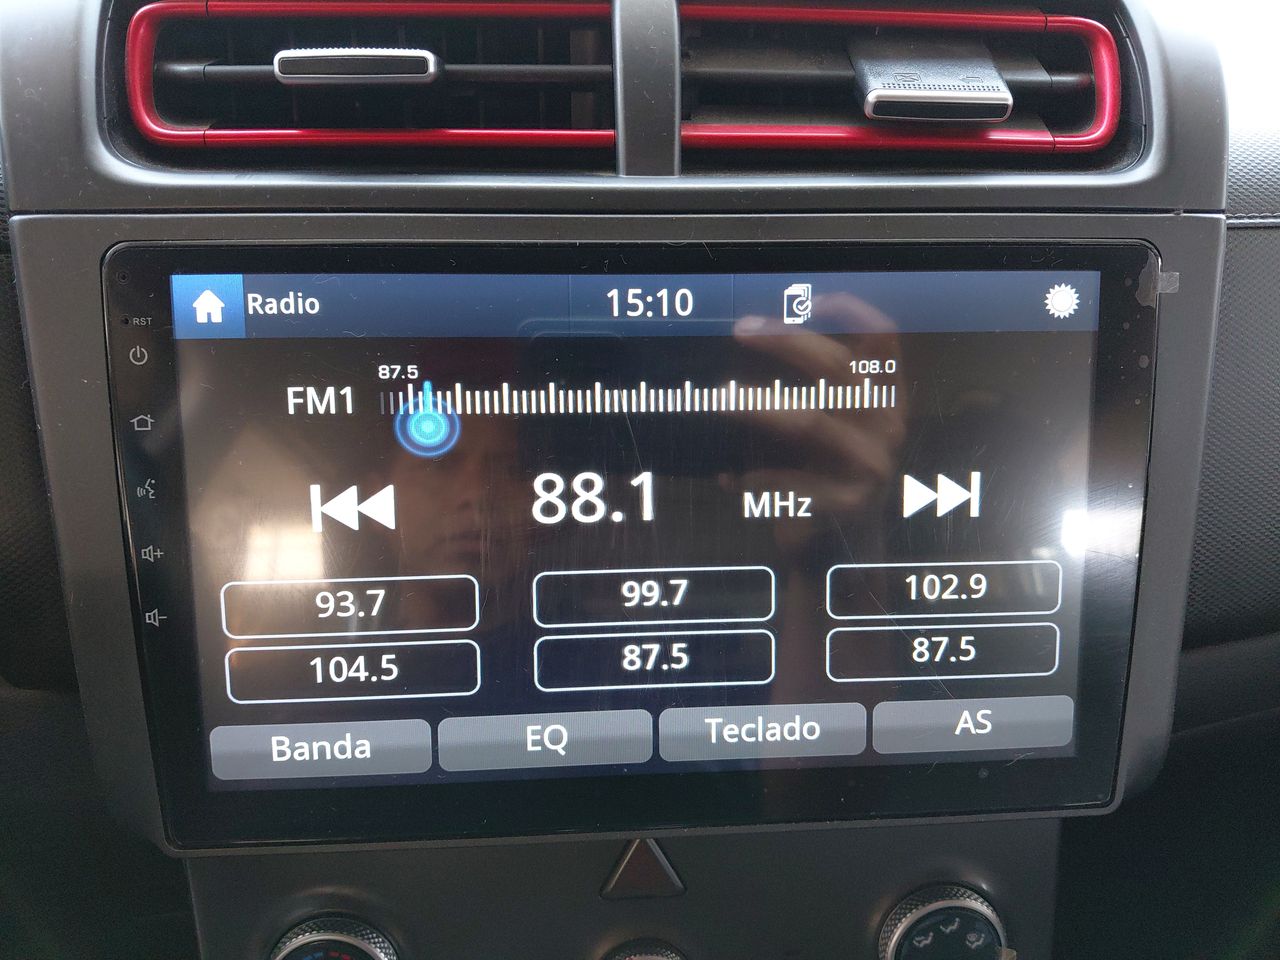 Radio 15:10
RST
87.5 108.0
FM1
88.1 MHz
93.7 99.7 102.9
104.5 87.5 87.5
Banda EQ Teclado AS